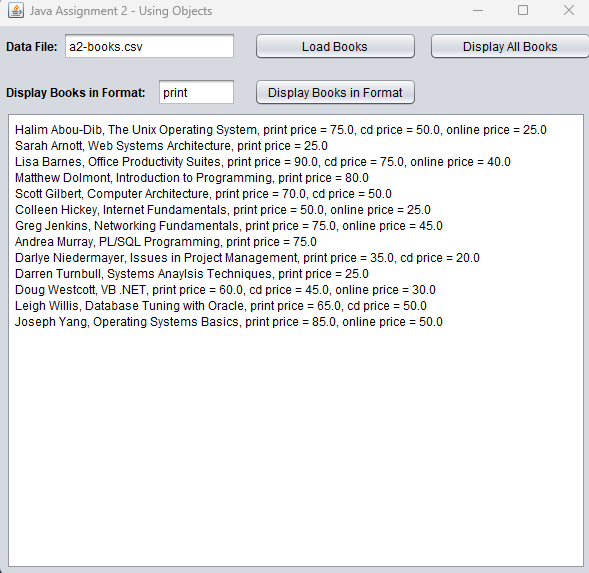 Java Assignment 2 - Using Objects
Data File: a2-books.csv Load Books Display All Books
Display Books in Format: print Display Books in Format
Halim Abou-Dib, The Unix Operating System, print price = 75.0, cd price = 50.0, online price = 25.0
Sarah Arnott, Web Systems Architecture, print price = 25.0
Lisa Barnes, Office Productivity Suites, print price = 90.0, cd price = 75.0, online price = 40.0
Matthew Dolmont, Introduction to Programming, print price = 80.0
Scott Gilbert, Computer Architecture, print price = 70.0, cd price = 50.0
Colleen Hickey, Internet Fundamentals, print price = 50.0, online price = 25.0
Greg Jenkins, Networking Fundamentals, print price = 75.0, online price = 45.0
Andrea Murray, PL/SQL Programming, print price = 75.0
Darlye Niedermayer, Issues in Project Management, print price = 35.0, cd price = 20.0
Darren Turnbull, Systems Anaylsis Techniques, print price = 25.0
Doug Westcott, VB .NET, print price = 60.0, cd price = 45.0, online price = 30.0
Leigh Willis, Database Tuning with Oracle, print price = 65.0, cd price = 50.0
Joseph Yang, Operating Systems Basics, print price = 85.0, online price = 50.0